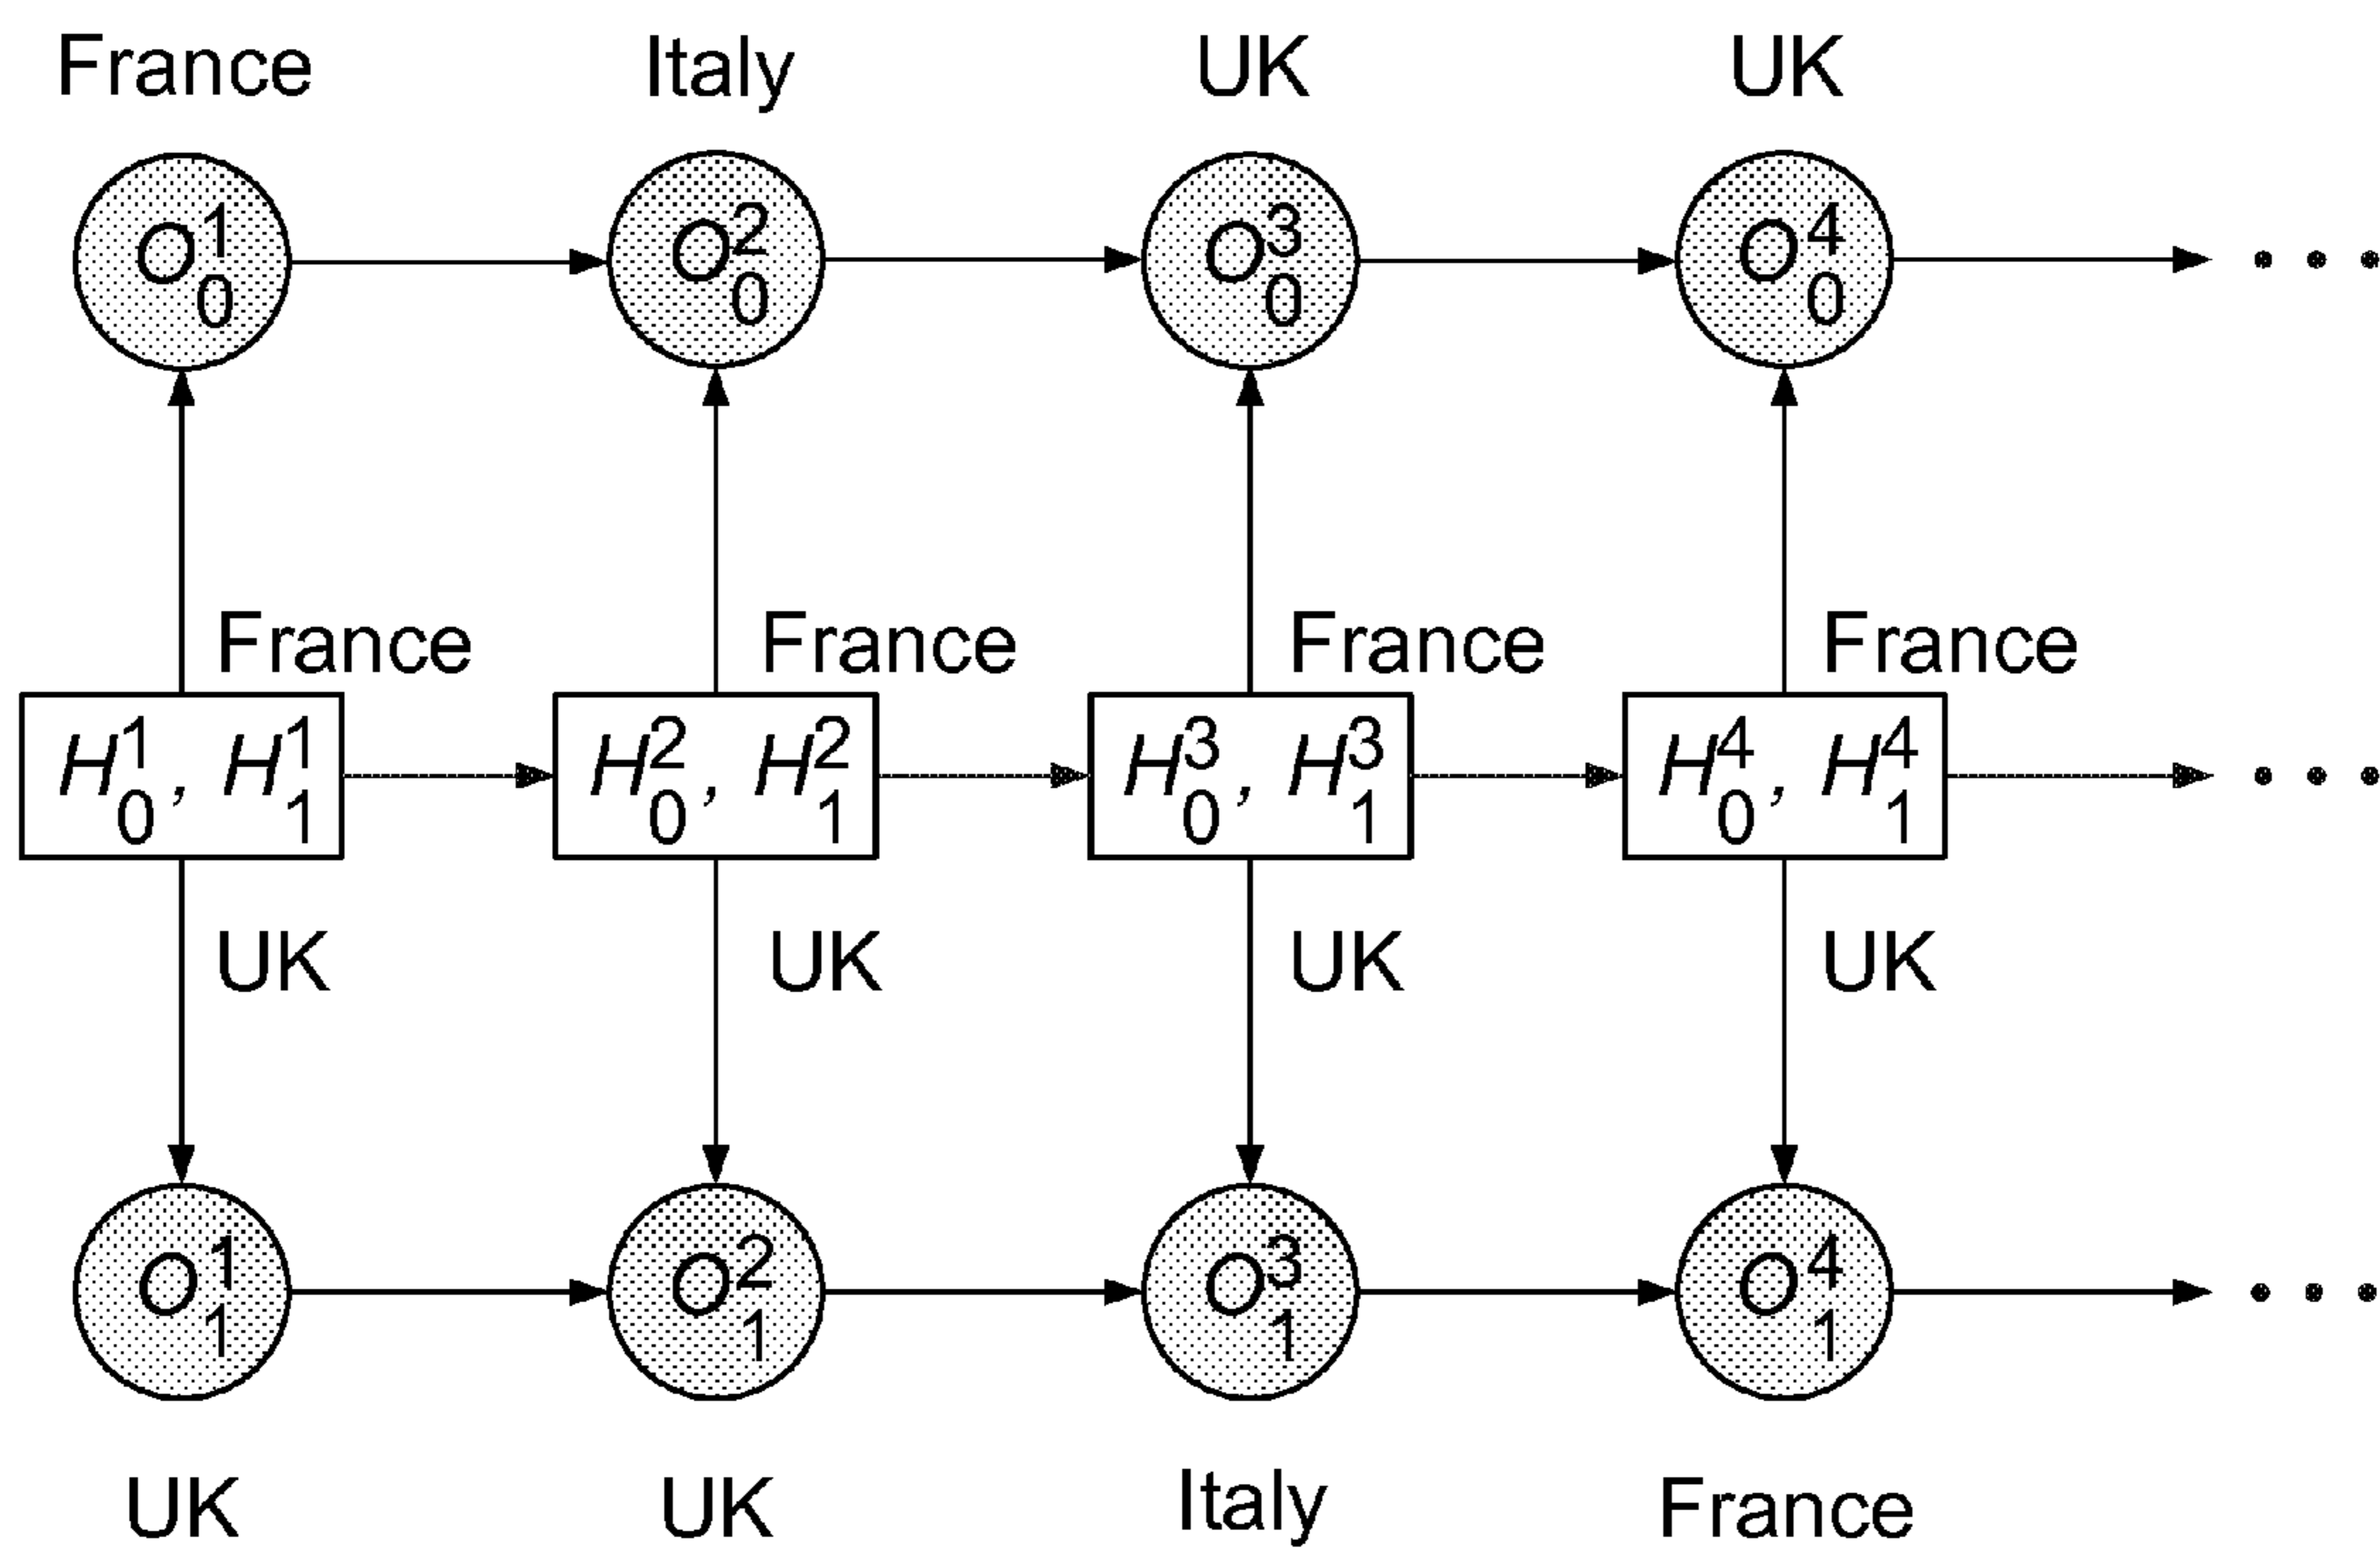 France Italy UK UK
O^1_0 O^2_0 O^3_0 O^4_0 • • •
France France France France
H^1_0, H^1_1 H^2_0, H^2_1 H^3_0, H^3_1 H^4_0, H^4_1 • • •
UK UK UK UK
O^1_1 O^2_1 O^3_1 O^4_1 • • •
UK UK Italy France